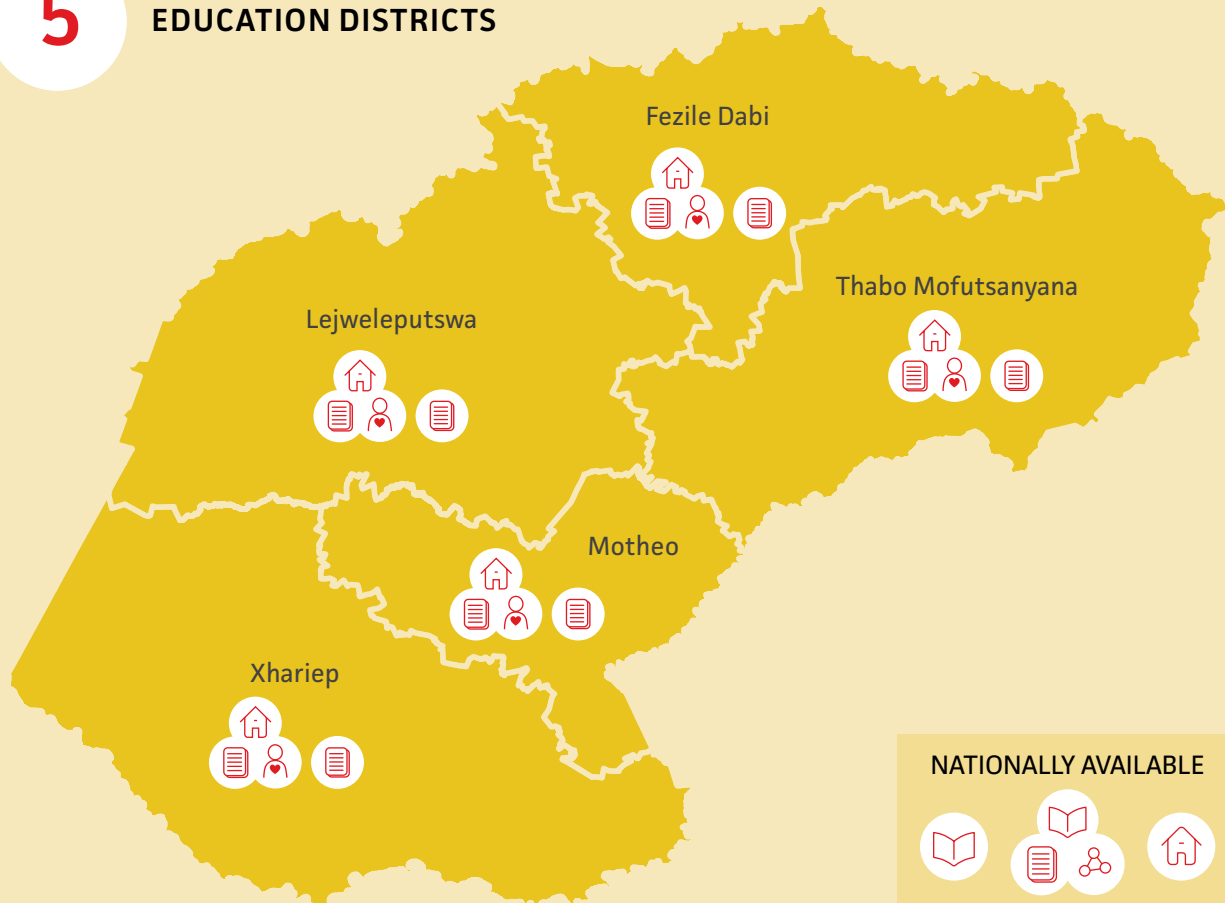 5
EDUCATION DISTRICTS
Fezile Dabi
Thabo Mofutsanyana
Lejweleputswa
Motheo
Xhariep
NATIONALLY AVAILABLE